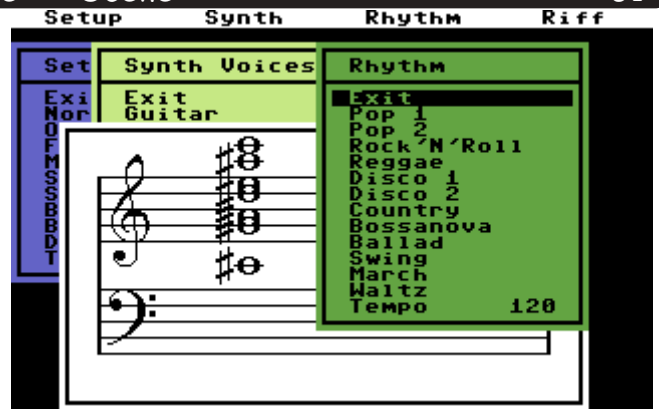 Setup Synth Rhythm Riff
Set
Exi
Nor
O
F
M
S
S
B
B
D
T
Synth Voices
Exit
Guitar
Rhythm
Exit
Pop 1
Pop 2
Rock'N'Roll
Reggae
Disco 1
Disco 2
Country
Bossanova
Ballad
Swing
March
Waltz
Tempo 120